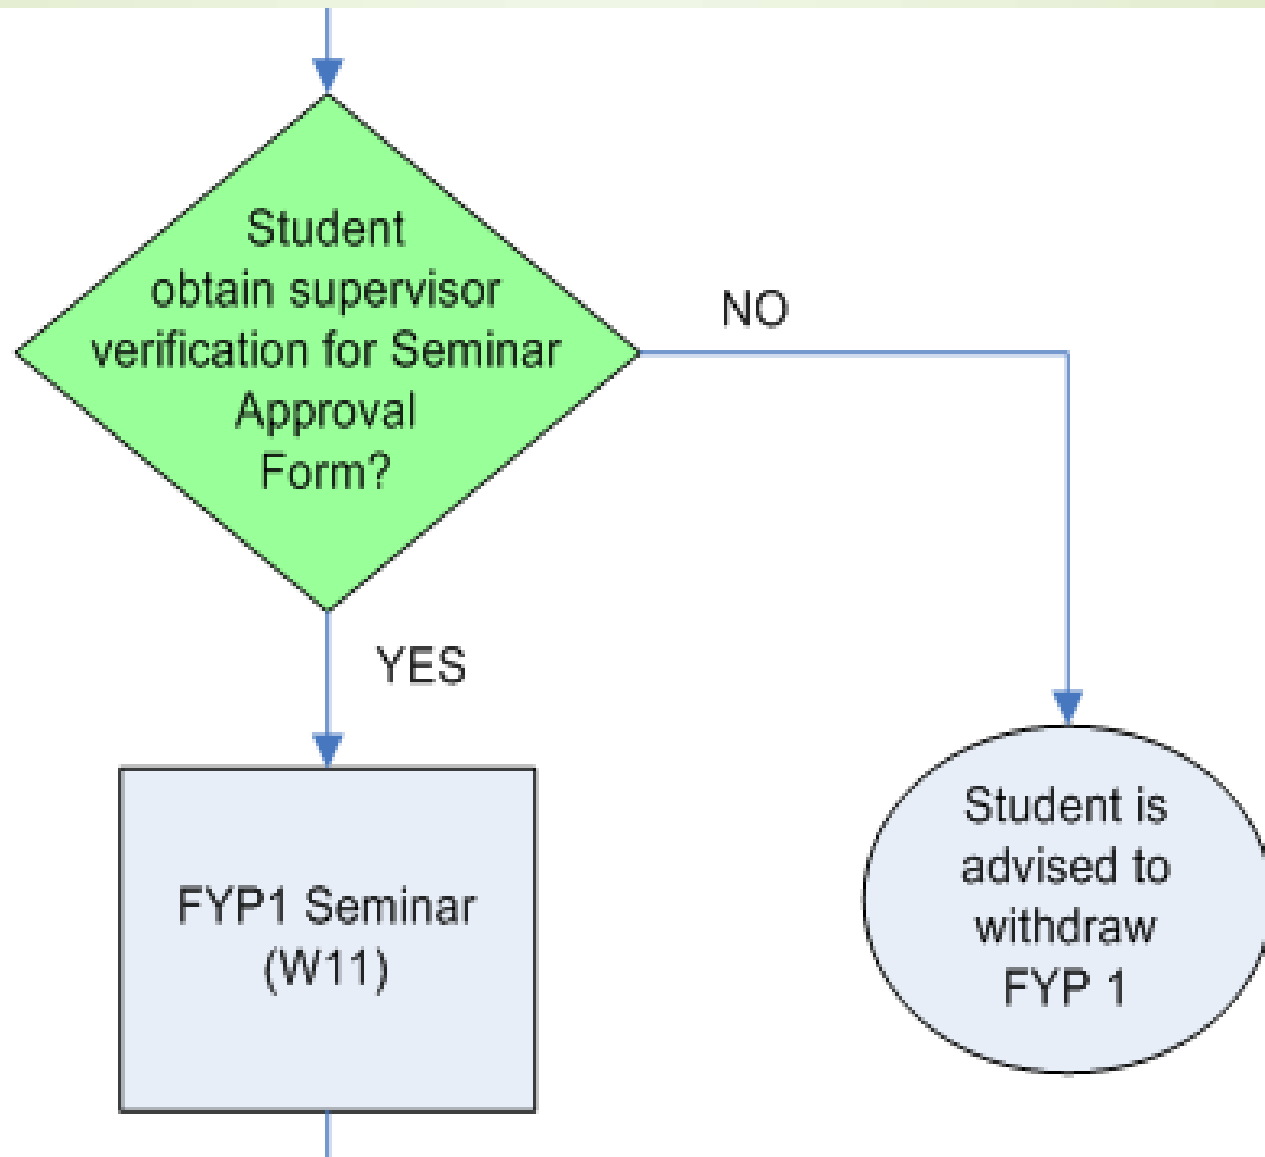 Student
obtain supervisor
verification for Seminar
Approval
Form?
NO
YES
FYP1 Seminar
(W11)
Student is
advised to
withdraw
FYP 1